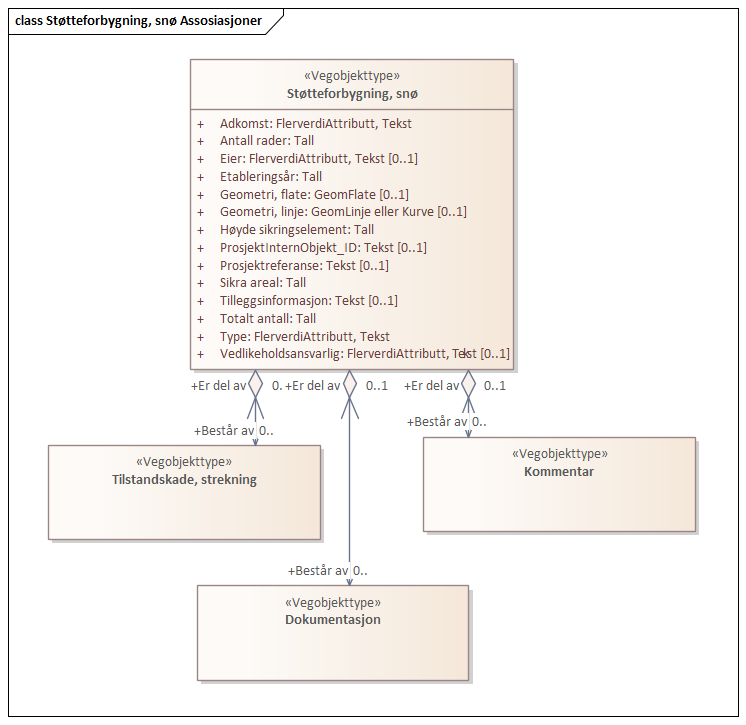 class Støtteforbygning, snø Assosiasjoner
«Vegobjekttype»
Støtteforbygning, snø
+ Adkomst: FlerverdiAttributt, Tekst
+ Antall rader: Tall
+ Eier: FlerverdiAttributt, Tekst [0..1]
+ Etableringsår: Tall
+ Geometri, flate: GeomFlate [0..1]
+ Geometri, linje: GeomLinje eller Kurve [0..1]
+ Høyde sikringselement: Tall
+ ProsjektInternObjekt_ID: Tekst [0..1]
+ Prosjektreferanse: Tekst [0..1]
+ Sikra areal: Tall
+ Tilleggsinformasjon: Tekst [0..1]
+ Totalt antall: Tall
+ Type: FlerverdiAttributt, Tekst
+ Vedlikeholdsansvarlig: FlerverdiAttributt, Tekst [0..1]
+Er del av 0. +Er del av 0..1 +Er del av 0..1
+Består av 0.. +Består av 0..
«Vegobjekttype»
Tilstandskade, strekning
«Vegobjekttype»
Kommentar
+Består av 0..
«Vegobjekttype»
Dokumentasjon